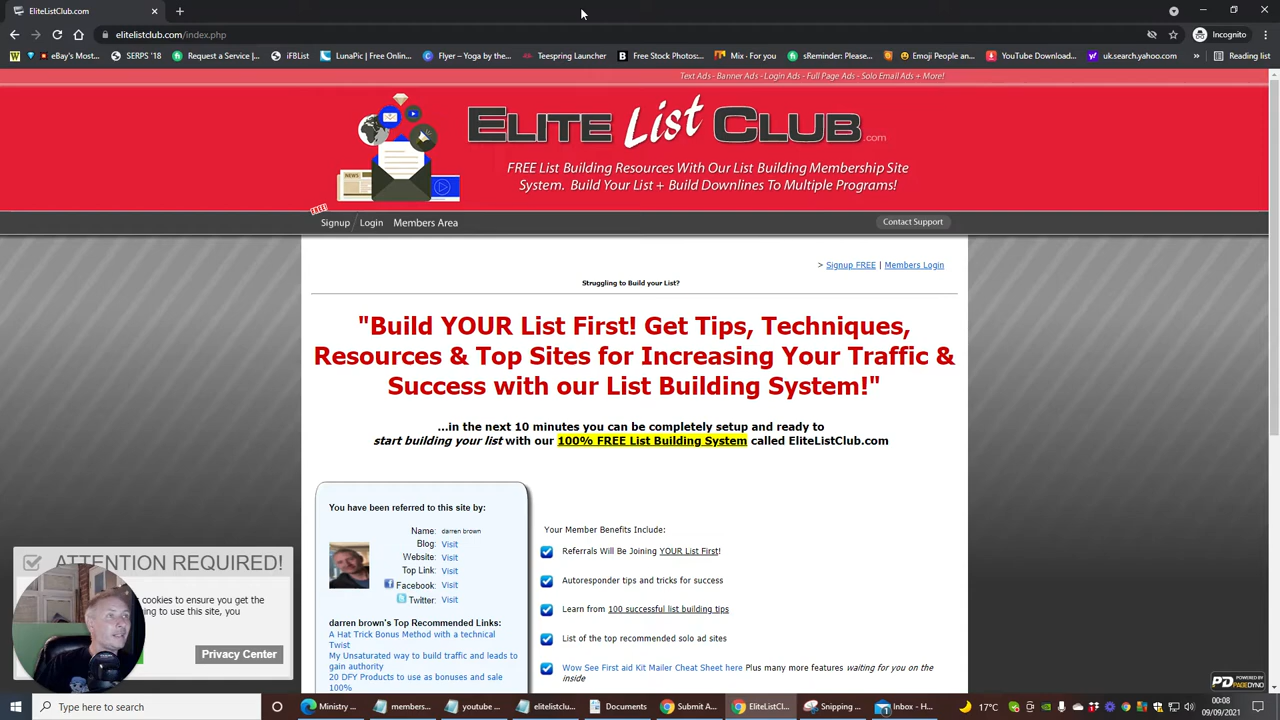 EliteListClub.com
Incognito
elitelistclub.com/index.php
eBay's Most...
SERPS '18
Request a Service |...
iFBList
LunaPic | Free Onlin...
Flyer – Yoga by the...
Teespring Launcher
Free Stock Photos:...
Mix · For you
sReminder: Please...
Emoji People an...
YouTube Download...
uk.search.yahoo.com
»
Reading list
Text Ads - Banner Ads - Login Ads - Full Page Ads - Solo Email Ads + More!
ELITE List CLUB.com
FREE List Building Resources With Our List Building Membership Site
System. Build Your List + Build Downlines To Multiple Programs!
FREE
Signup Login Members Area
Contact Support
> Signup FREE | Members Login
Struggling to Build your List?
"Build YOUR List First! Get Tips, Techniques,
Resources & Top Sites for Increasing Your Traffic &
Success with our List Building System!"
...in the next 10 minutes you can be completely setup and ready to
start building your list with our 100% FREE List Building System called EliteListClub.com
You have been referred to this site by:
Name: darren brown
Blog: Visit
Website: Visit
Top Link: Visit
Facebook: Visit
Twitter: Visit
darren brown's Top Recommended Links:
A Hat Trick Bonus Method with a technical
Twist
My Unsaturated way to build traffic and leads to
gain authority
20 DFY Products to use as bonuses and sale
100%
Your Member Benefits Include:
Referrals Will Be Joining YOUR List First!
Autoresponder tips and tricks for success
Learn from 100 successful list building tips
List of the top recommended solo ad sites
Wow See First aid Kit Mailer Cheat Sheet here Plus many more features waiting for you on the
inside
NEWS
ATTENTION REQUIRED!
cookies to ensure you get the
to use this site, you
Privacy Center
POWERED BY
PD PAGEDYNO
Type here to search
Ministry ...
members...
youtube ...
elitelistclu...
Documents
Submit A...
EliteListCl...
Snipping ...
Inbox - H...
17°C
00:08
09/09/2021